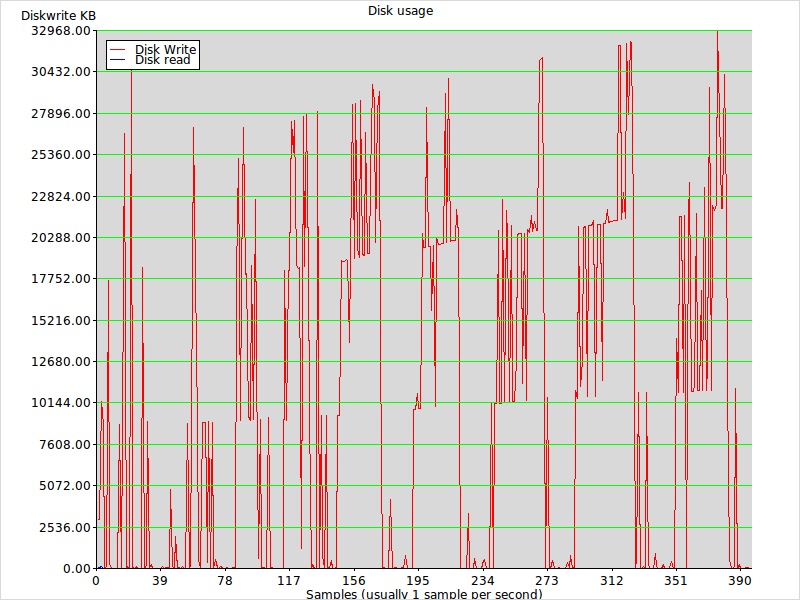 Disk usage
Diskwrite KB
32968.00
30432.00
27896.00
25360.00
22824.00
20288.00
17752.00
15216.00
12680.00
10144.00
7608.00
5072.00
2536.00
0.00
Disk Write
Disk read
0 39 78 117 156 195 234 273 312 351 390
Samples (usually 1 sample per second)